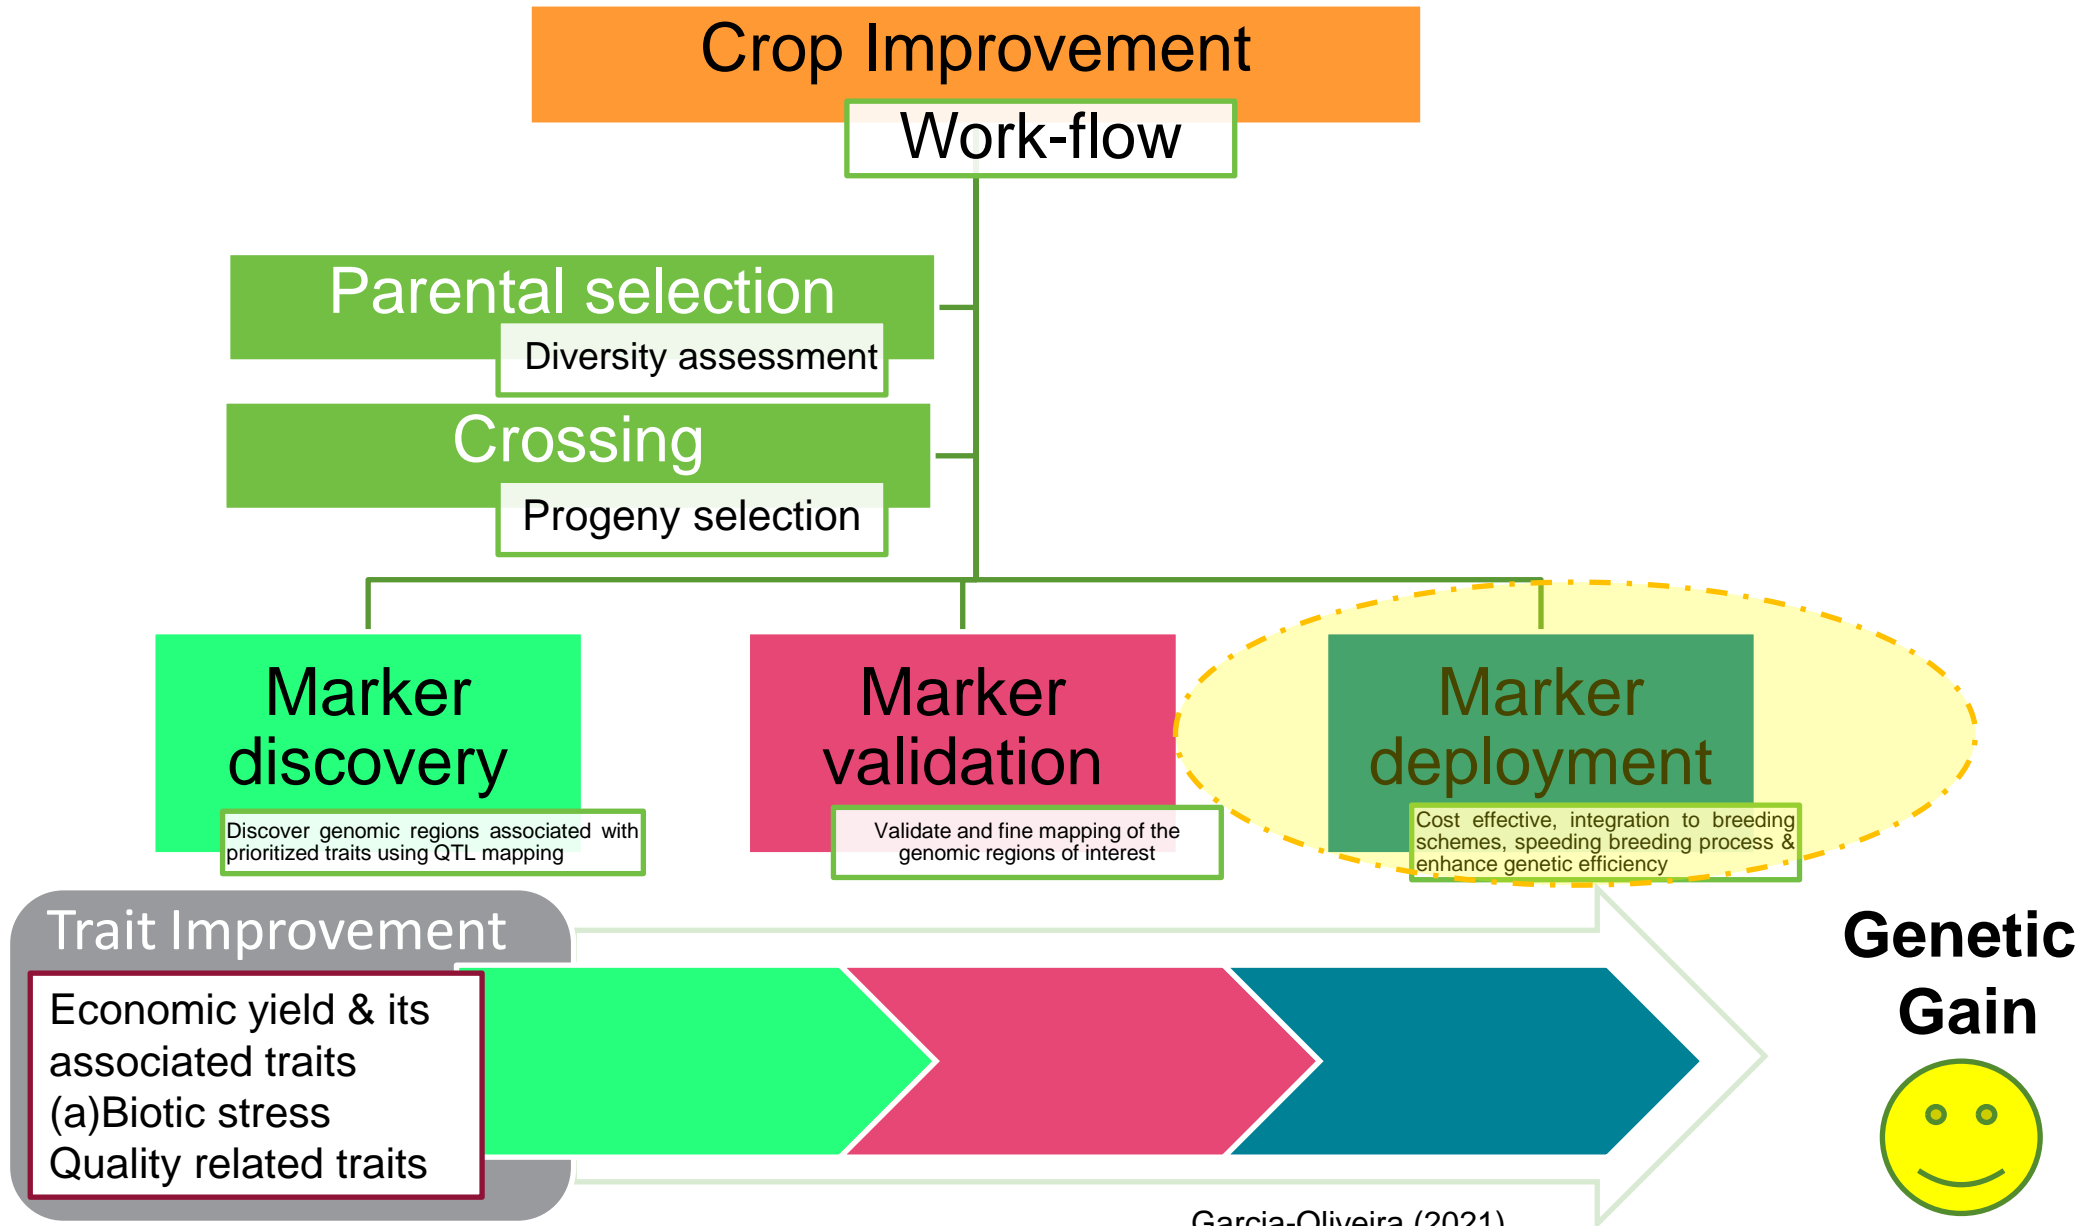 Crop Improvement
Work-flow
Parental selection
Diversity assessment
Crossing
Progeny selection
Marker
discovery
Discover genomic regions associated with
prioritized traits using QTL mapping
Marker
validation
Validate and fine mapping of the
genomic regions of interest
Marker
deployment
Cost effective, integration to breeding
schemes, speeding breeding process &
enhance genetic efficiency
Trait Improvement
Economic yield & its
associated traits
(a)Biotic stress
Quality related traits
Genetic
Gain
Garcia-Oliveira (2021)